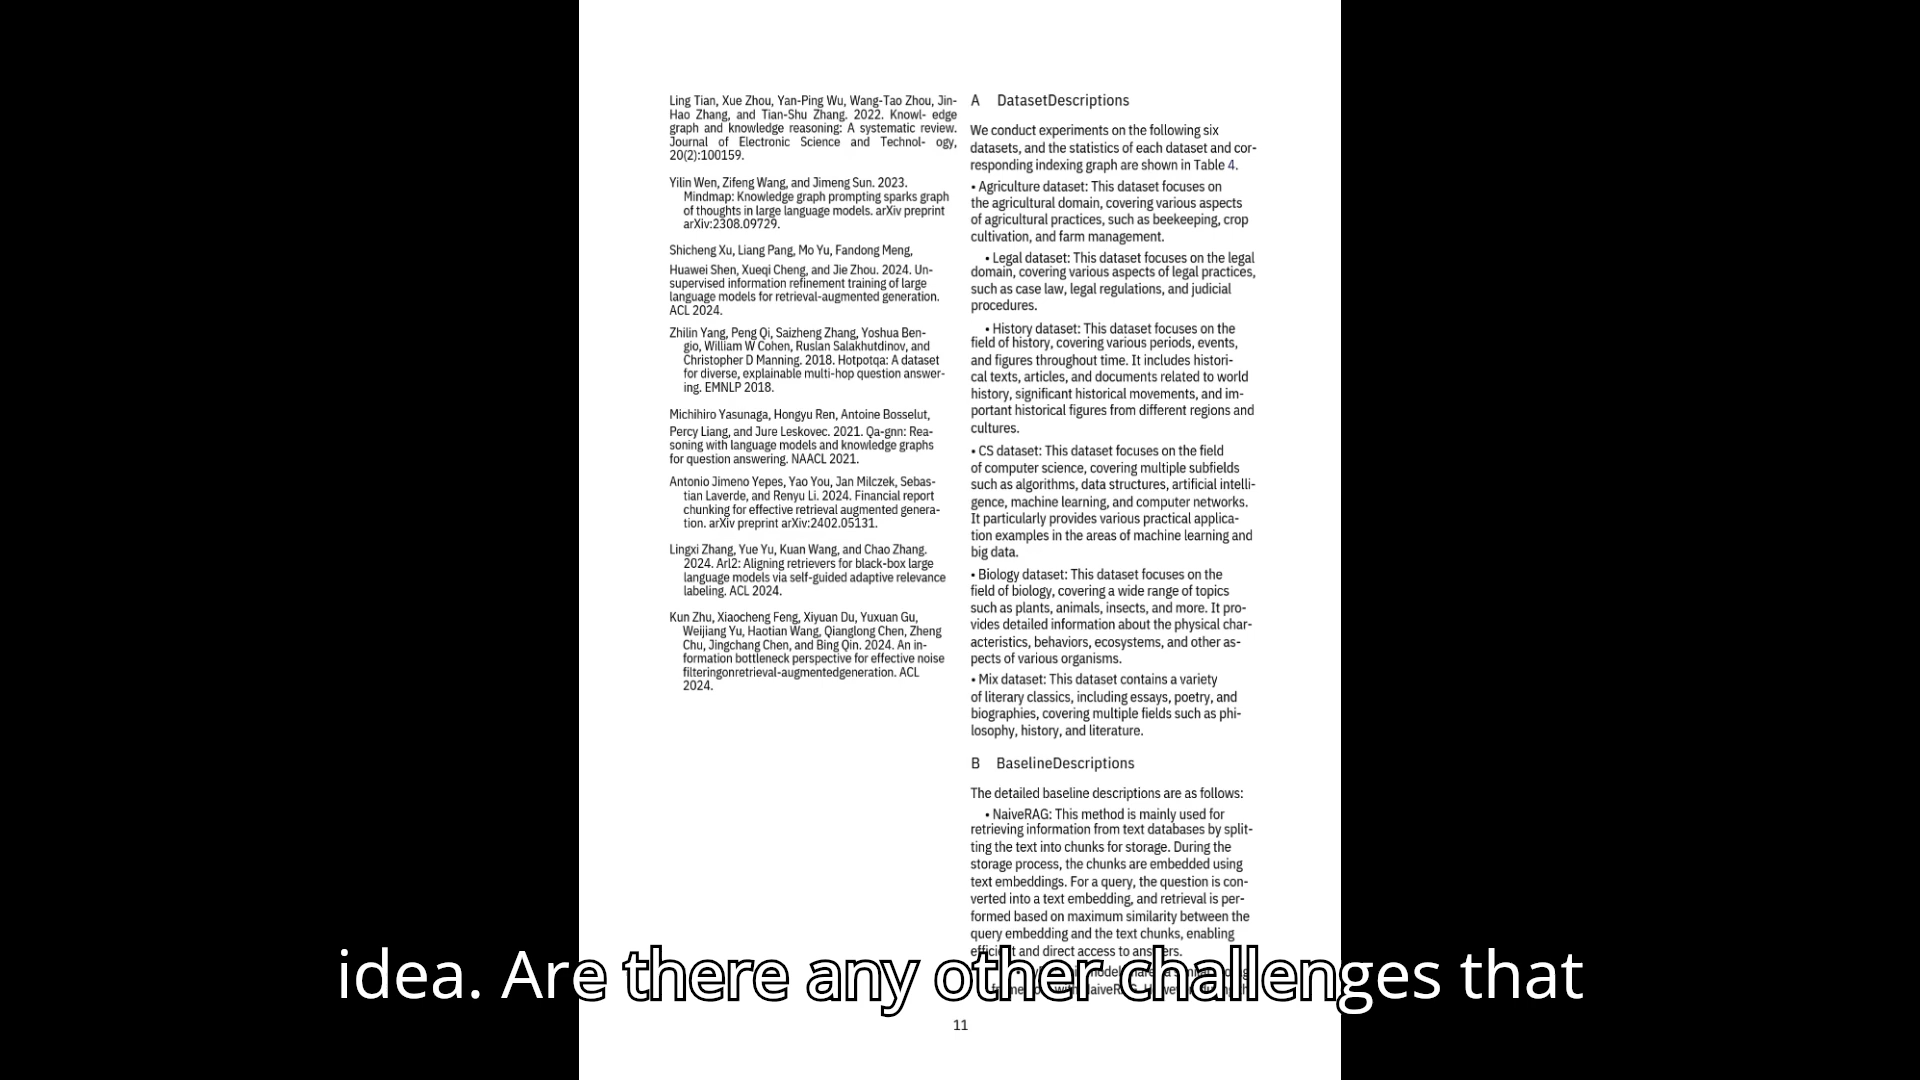 Ling Tian, Xue Zhou, Yan-Ping Wu, Wang-Tao Zhou, Jin-
Hao Zhang, and Tian-Shu Zhang. 2022. Knowl- edge
graph and knowledge reasoning: A systematic review.
Journal of Electronic Science and Technol- ogy,
20(2):100159.
Yilin Wen, Zifeng Wang, and Jimeng Sun. 2023.
Mindmap: Knowledge graph prompting sparks graph
of thoughts in large language models. arXiv preprint
arXiv:2308.09729.
Shicheng Xu, Liang Pang, Mo Yu, Fandong Meng,
Huawei Shen, Xueqi Cheng, and Jie Zhou. 2024. Un-
supervised information refinement training of large
language models for retrieval-augmented generation.
ACL 2024.
Zhilin Yang, Peng Qi, Saizheng Zhang, Yoshua Ben-
gio, William W Cohen, Ruslan Salakhutdinov, and
Christopher D Manning. 2018. Hotpotqa: A dataset
for diverse, explainable multi-hop question answer-
ing. EMNLP 2018.
Michihiro Yasunaga, Hongyu Ren, Antoine Bosselut,
Percy Liang, and Jure Leskovec. 2021. Qa-gnn: Rea-
soning with language models and knowledge graphs
for question answering. NAACL 2021.
Antonio Jimeno Yepes, Yao You, Jan Milczek, Sebas-
tian Laverde, and Renyu Li. 2024. Financial report
chunking for effective retrieval augmented genera-
tion. arXiv preprint arXiv:2402.05131.
Lingxi Zhang, Yue Yu, Kuan Wang, and Chao Zhang.
2024. Arl2: Aligning retrievers for black-box large
language models via self-guided adaptive relevance
labeling. ACL 2024.
Kun Zhu, Xiaocheng Feng, Xiyuan Du, Yuxuan Gu,
Weijiang Yu, Haotian Wang, Qianglong Chen, Zheng
Chu, Jingchang Chen, and Bing Qin. 2024. An in-
formation bottleneck perspective for effective noise
filteringonretrieval-augmentedgeneration. ACL
2024.
A DatasetDescriptions
We conduct experiments on the following six
datasets, and the statistics of each dataset and cor-
responding indexing graph are shown in Table 4.
• Agriculture dataset: This dataset focuses on
the agricultural domain, covering various aspects
of agricultural practices, such as beekeeping, crop
cultivation, and farm management.
• Legal dataset: This dataset focuses on the legal
domain, covering various aspects of legal practices,
such as case law, legal regulations, and judicial
procedures.
• History dataset: This dataset focuses on the
field of history, covering various periods, events,
and figures throughout time. It includes histori-
cal texts, articles, and documents related to world
history, significant historical movements, and im-
portant historical figures from different regions and
cultures.
• CS dataset: This dataset focuses on the field
of computer science, covering multiple subfields
such as algorithms, data structures, artificial intelli-
gence, machine learning, and computer networks.
It particularly provides various practical applica-
tion examples in the areas of machine learning and
big data.
• Biology dataset: This dataset focuses on the
field of biology, covering a wide range of topics
such as plants, animals, insects, and more. It pro-
vides detailed information about the physical char-
acteristics, behaviors, ecosystems, and other as-
pects of various organisms.
• Mix dataset: This dataset contains a variety
of literary classics, including essays, poetry, and
biographies, covering multiple fields such as phi-
losophy, history, and literature.
B BaselineDescriptions
The detailed baseline descriptions are as follows:
• NaiveRAG: This method is mainly used for
retrieving information from text databases by split-
ting the text into chunks for storage. During the
storage process, the chunks are embedded using
text embeddings. For a query, the question is con-
verted into a text embedding, and retrieval is per-
formed based on maximum similarity between the
query embedding and the text chunks, enabling
efficient and direct access to answers.
idea. Are there any other challenges that
11